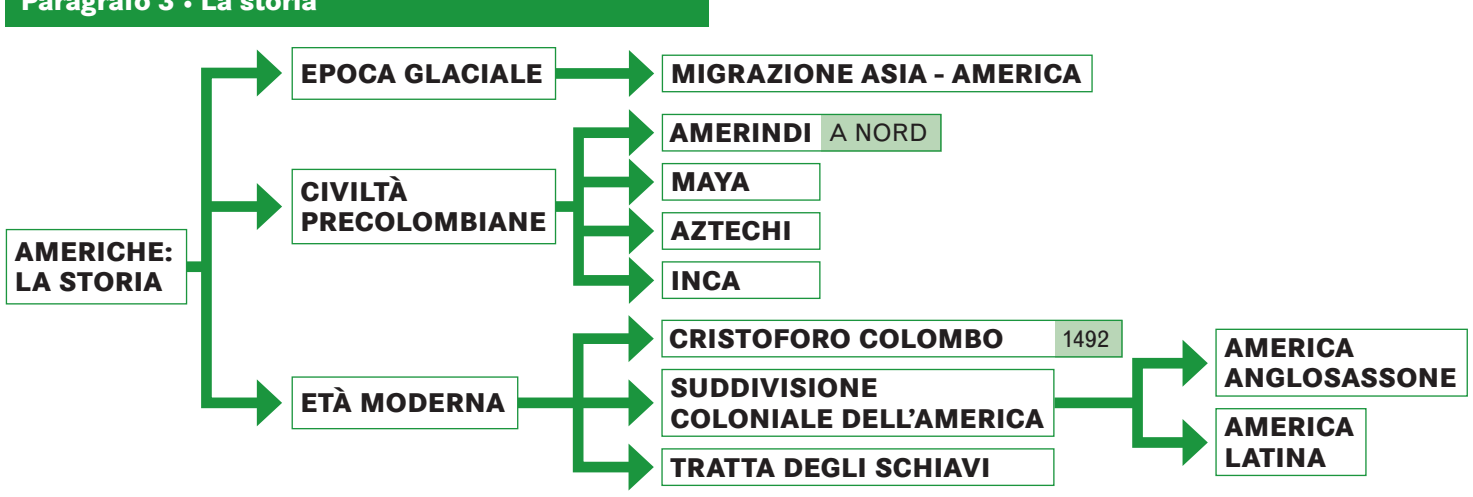 Paragrafo 3 • La storia
EPOCA GLACIALE
MIGRAZIONE ASIA - AMERICA
AMERINDI A NORD
CIVILTÀ
PRECOLOMBIANE
MAYA
AZTECHI
INCA
AMERICHE:
LA STORIA
CRISTOFORO COLOMBO 1492
ETÀ MODERNA
SUDDIVISIONE
COLONIALE DELL'AMERICA
AMERICA
ANGLOSASSONE
AMERICA
LATINA
TRATTA DEGLI SCHIAVI